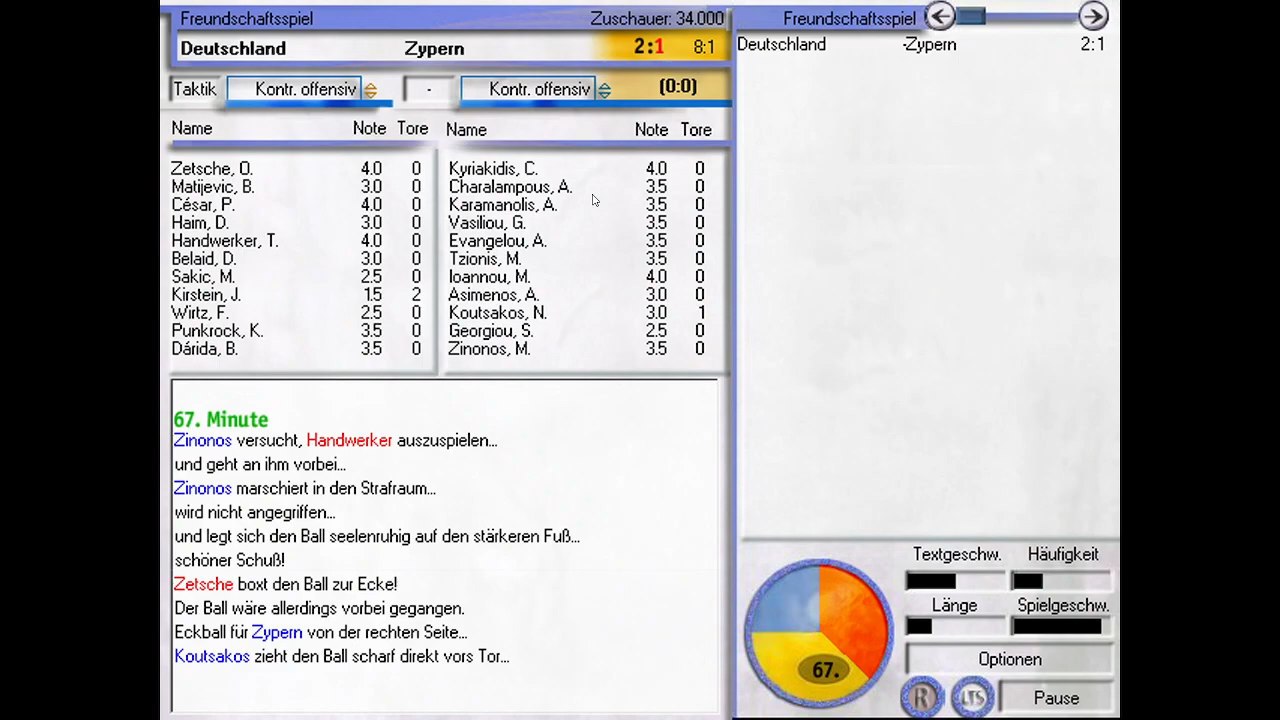 Freundschaftsspiel Zuschauer: 34.000
Deutschland Zypern 2:1 8:1
Taktik Kontr. offensiv - Kontr. offensiv (0:0)
Name Note Tore Name Note Tore
Zetsche, O. 4.0 0 Kyriakidis, C. 4.0 0
Matijevic, B. 3.0 0 Charalampous, A. 3.5 0
César, P. 4.0 0 Karamanolis, A. 3.5 0
Haim, D. 3.0 0 Vasiliou, G. 3.5 0
Handwerker, T. 4.0 0 Evangelou, A. 3.5 0
Belaid, D. 3.0 0 Tzionis, M. 3.5 0
Sakic, M. 2.5 0 Ioannou, M. 4.0 0
Kirstein, J. 1.5 2 Asimenos, A. 3.0 0
Wirtz, F. 2.5 0 Koutsakos, N. 3.0 1
Punkrock, K. 3.5 0 Georgiou, S. 2.5 0
Dárida, B. 3.5 0 Zinonos, M. 3.5 0
67. Minute
Zinonos versucht, Handwerker auszuspielen...
und geht an ihm vorbei...
Zinonos marschiert in den Strafraum...
wird nicht angegriffen...
und legt sich den Ball seelenruhig auf den stärkeren Fuß...
schöner Schuß!
Zetsche boxt den Ball zur Ecke!
Der Ball wäre allerdings vorbei gegangen.
Eckball für Zypern von der rechten Seite...
Koutsakos zieht den Ball scharf direkt vors Tor...
Freundschaftsspiel
Deutschland -Zypern 2:1
Textgeschw. Häufigkeit
Länge Spielgeschw.
67.
Optionen
R LTS Pause